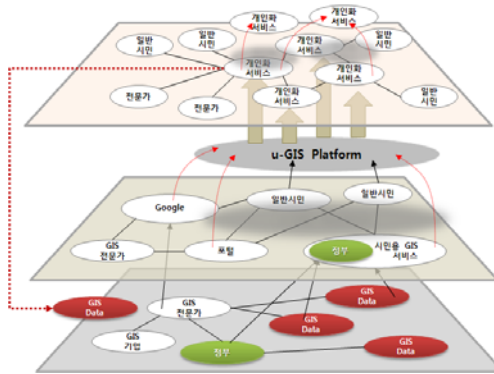 개인화
서비스
개인화
서비스
일반
시민
일반
시민
개인화
서비스
일반
시민
개인화
서비스
개인화
서비스
전문가
전문가
개인화
서비스
일반
시민
u-GIS Platform
Google
일반시민
일반시민
GIS
전문가
포털
정부
시민용 GIS
서비스
GIS
Data
GIS
전문가
GIS
Data
GIS
Data
GIS
기업
정부
GIS
Data